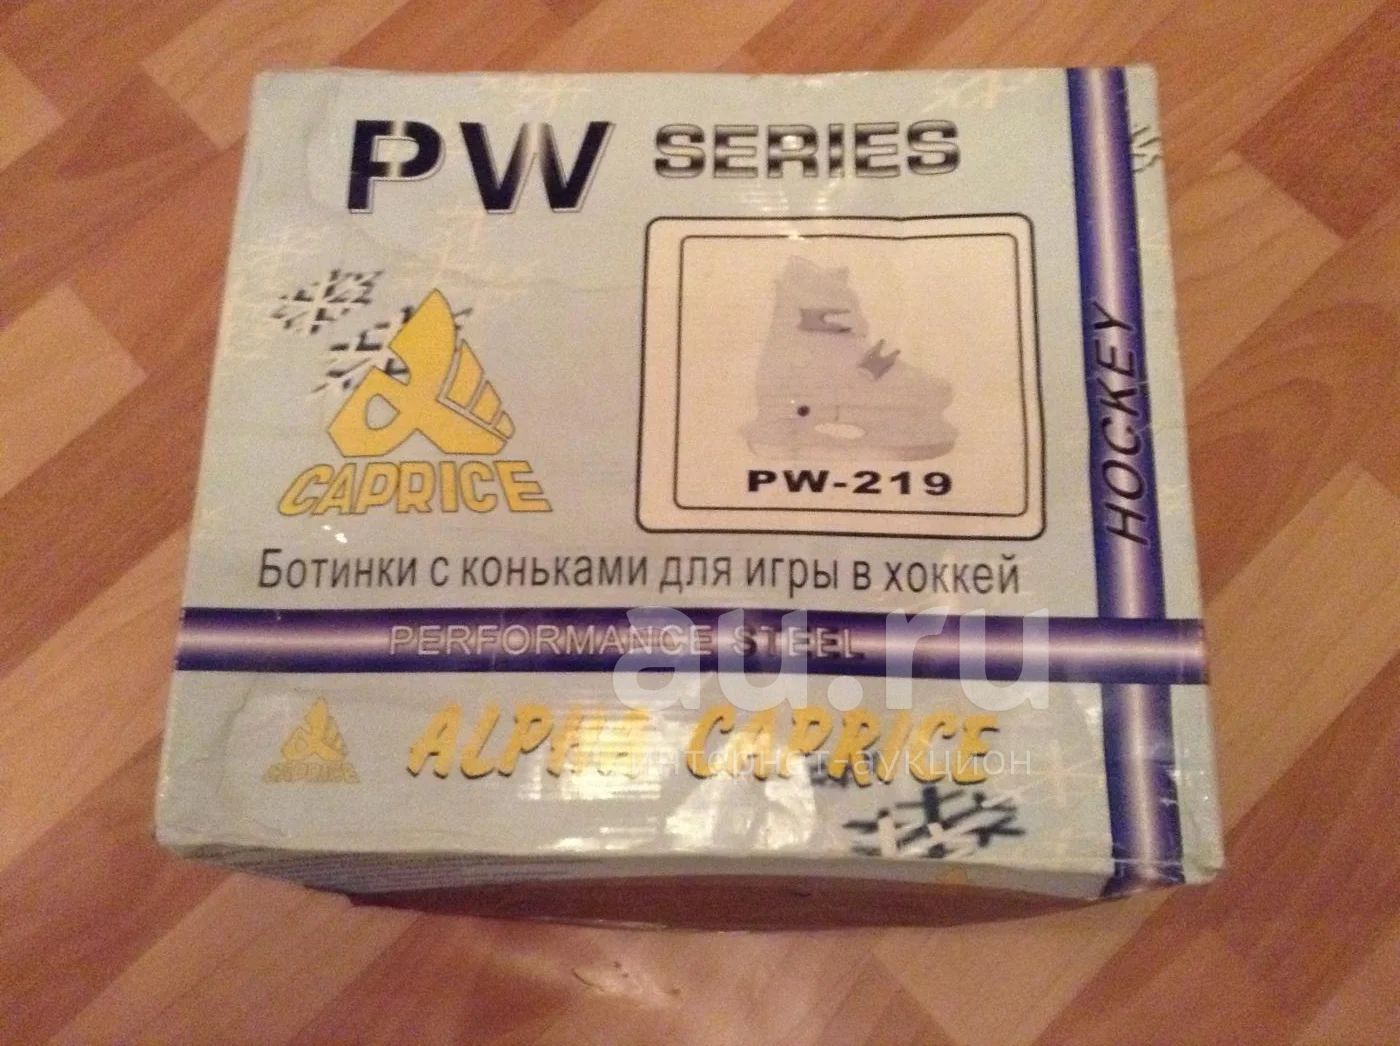 PW SERIES
CAPRICE
PW-219
HOCKEY
Ботинки с коньками для игры в хоккей
PERFORMANCE STEEL
au.ru
CAPRICE
ALPHA CAPRICE
интернет-аукцион